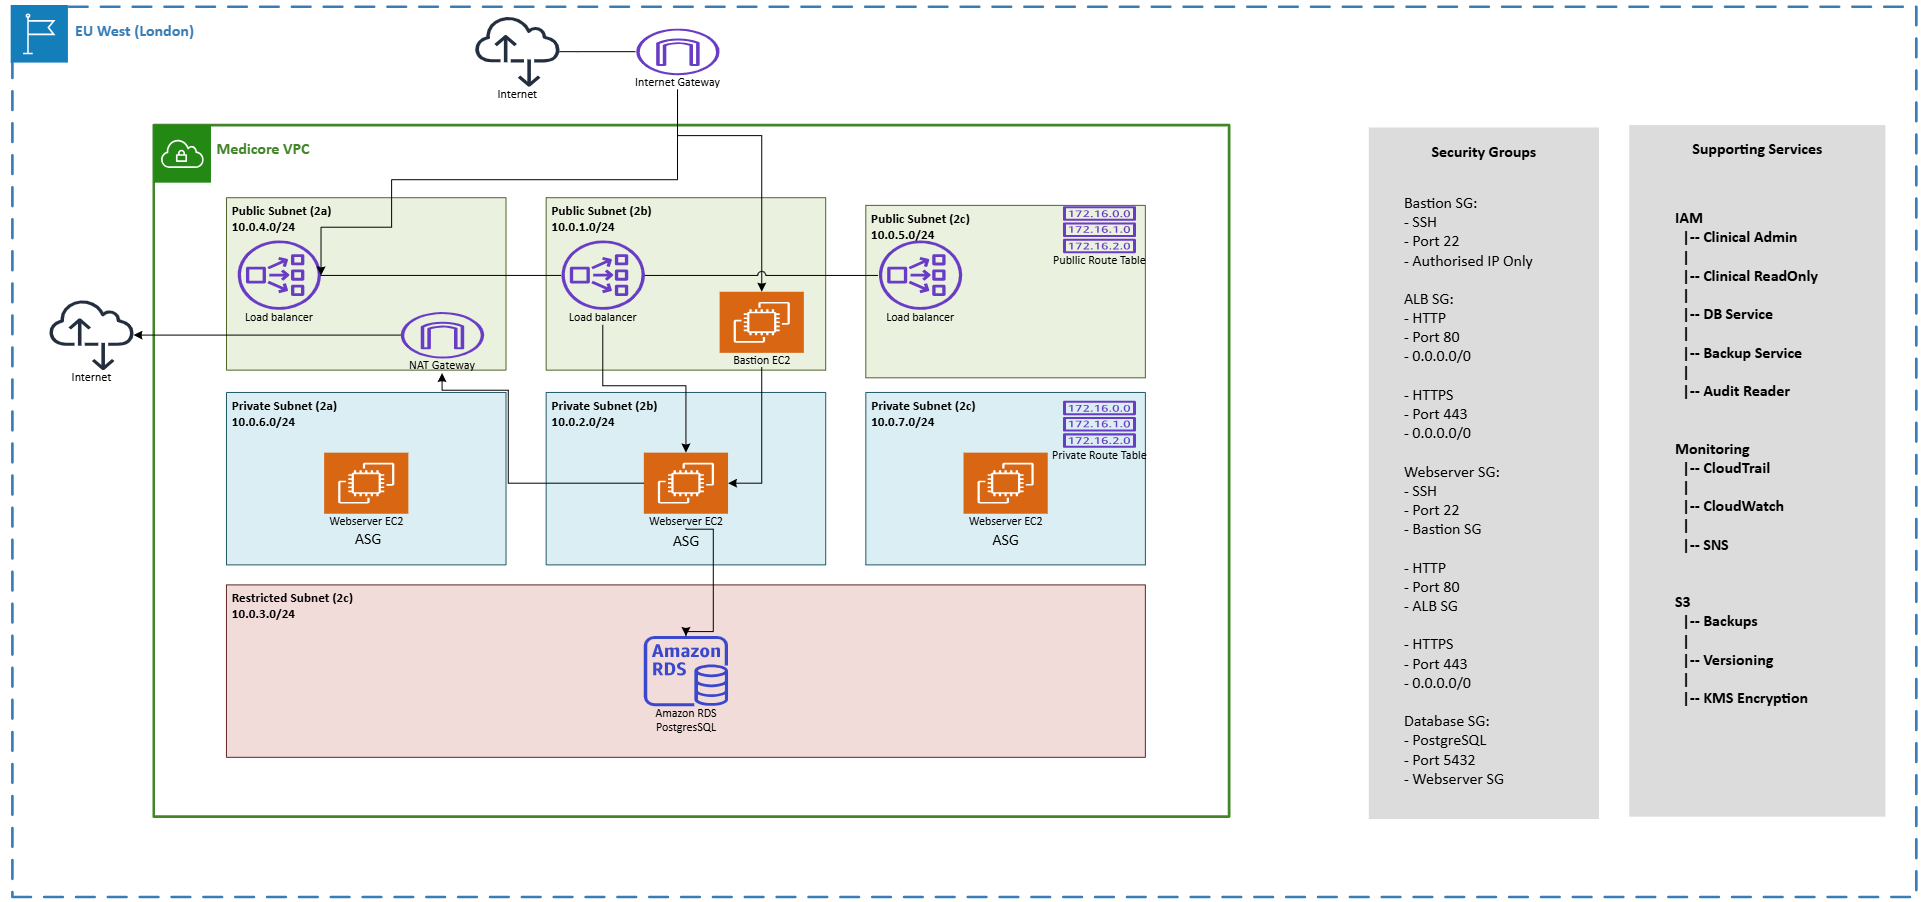 EU West (London)
Internet
Internet Gateway
Medicore VPC
Public Subnet (2a)
10.0.4.0/24
Load balancer
NAT Gateway
Internet
Public Subnet (2b)
10.0.1.0/24
Load balancer
Bastion EC2
Public Subnet (2c)
10.0.5.0/24
Load balancer
172.16.0.0
172.16.1.0
172.16.2.0
Publlic Route Table
Private Subnet (2a)
10.0.6.0/24
Webserver EC2
ASG
Private Subnet (2b)
10.0.2.0/24
Webserver EC2
ASG
Private Subnet (2c)
10.0.7.0/24
172.16.0.0
172.16.1.0
172.16.2.0
Private Route Table
Webserver EC2
ASG
Restricted Subnet (2c)
10.0.3.0/24
Amazon
RDS
Amazon RDS
PostgresSQL
Security Groups
Bastion SG:
- SSH
- Port 22
- Authorised IP Only
ALB SG:
- HTTP
- Port 80
- 0.0.0.0/0
- HTTPS
- Port 443
- 0.0.0.0/0
Webserver SG:
- SSH
- Port 22
- Bastion SG
- HTTP
- Port 80
- ALB SG
- HTTPS
- Port 443
- 0.0.0.0/0
Database SG:
- PostgreSQL
- Port 5432
- Webserver SG
Supporting Services
IAM
|-- Clinical Admin
|
|-- Clinical ReadOnly
|
|-- DB Service
|
|-- Backup Service
|
|-- Audit Reader
Monitoring
|-- CloudTrail
|
|-- CloudWatch
|
|-- SNS
S3
|-- Backups
|
|-- Versioning
|
|-- KMS Encryption